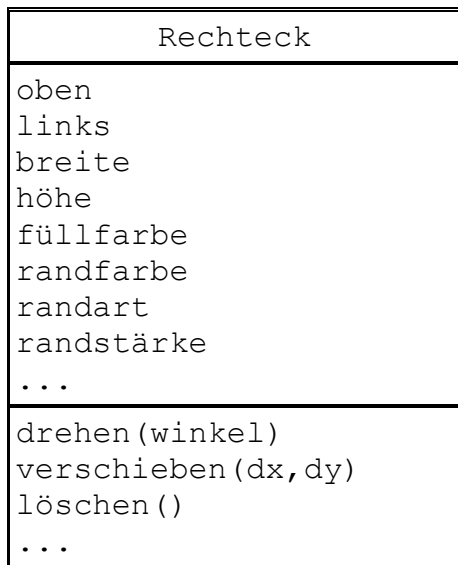 Rechteck
oben
links
breite
höhe
füllfarbe
randfarbe
randart
randstärke
...
drehen(winkel)
verschieben(dx,dy)
löschen()
...